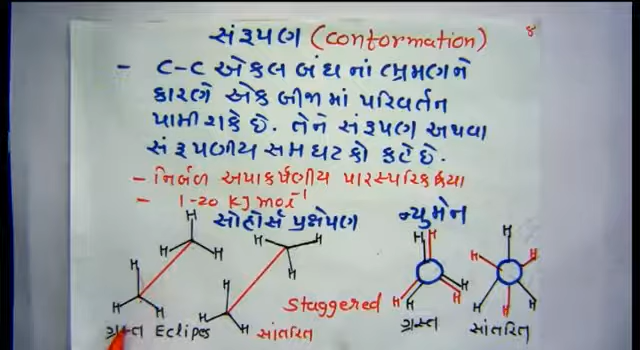 સંરૂપણ (conformation) ૪
- C-C એકલ બંધ નાં ભ્રમણને
કારણે એક બીજામાં પરિવર્તન
પામી શકે છે. તેને સંરૂપણ અથવા
સંરૂપણીય સમઘટકો કહે છે.
- નિર્બળ અપાકર્ષણીય પારસ્પરિક ક્રિયા
- 1-20 KJ mol⁻¹
સોહોર્સ પ્રક્ષેપણ ન્યુમેન
H H H H H H
H H H H H H
H H H H H H
H H H H H H
Staggered
ગ્રસ્ત Eclipes સાંતરિત ગ્રસ્ત સાંતરિત